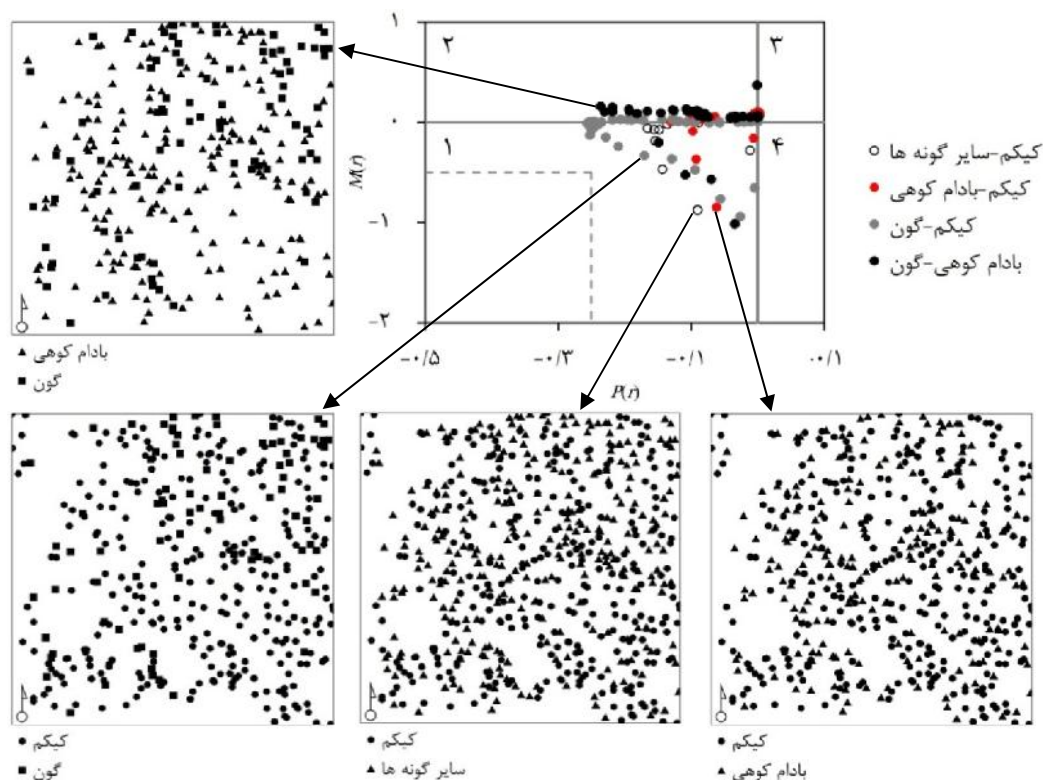 ۱
۲
۳
۰
۱
۴
M(r)
-۱
-۲
-۰/۵
-۰/۳
-۰/۱
۰/۱
P(r)
کیکم-سایر گونه ها
کیکم-بادام کوهی
کیکم-گون
بادام کوهی-گون
بادام کوهی
گون
کیکم
گون
کیکم
سایر گونه ها
کیکم
بادام کوهی